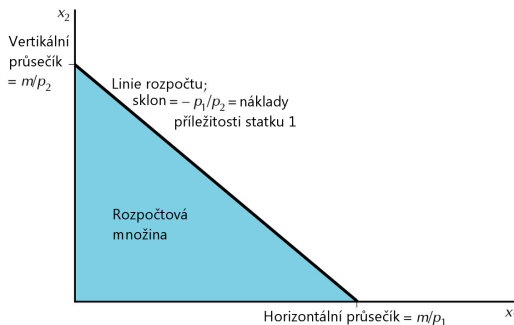 x₂
Vertikální
průsečík
= m/p₂
Linie rozpočtu;
sklon = – p₁/p₂ = náklady
příležitosti statku 1
Rozpočtová
množina
Horizontální průsečík = m/p₁
x